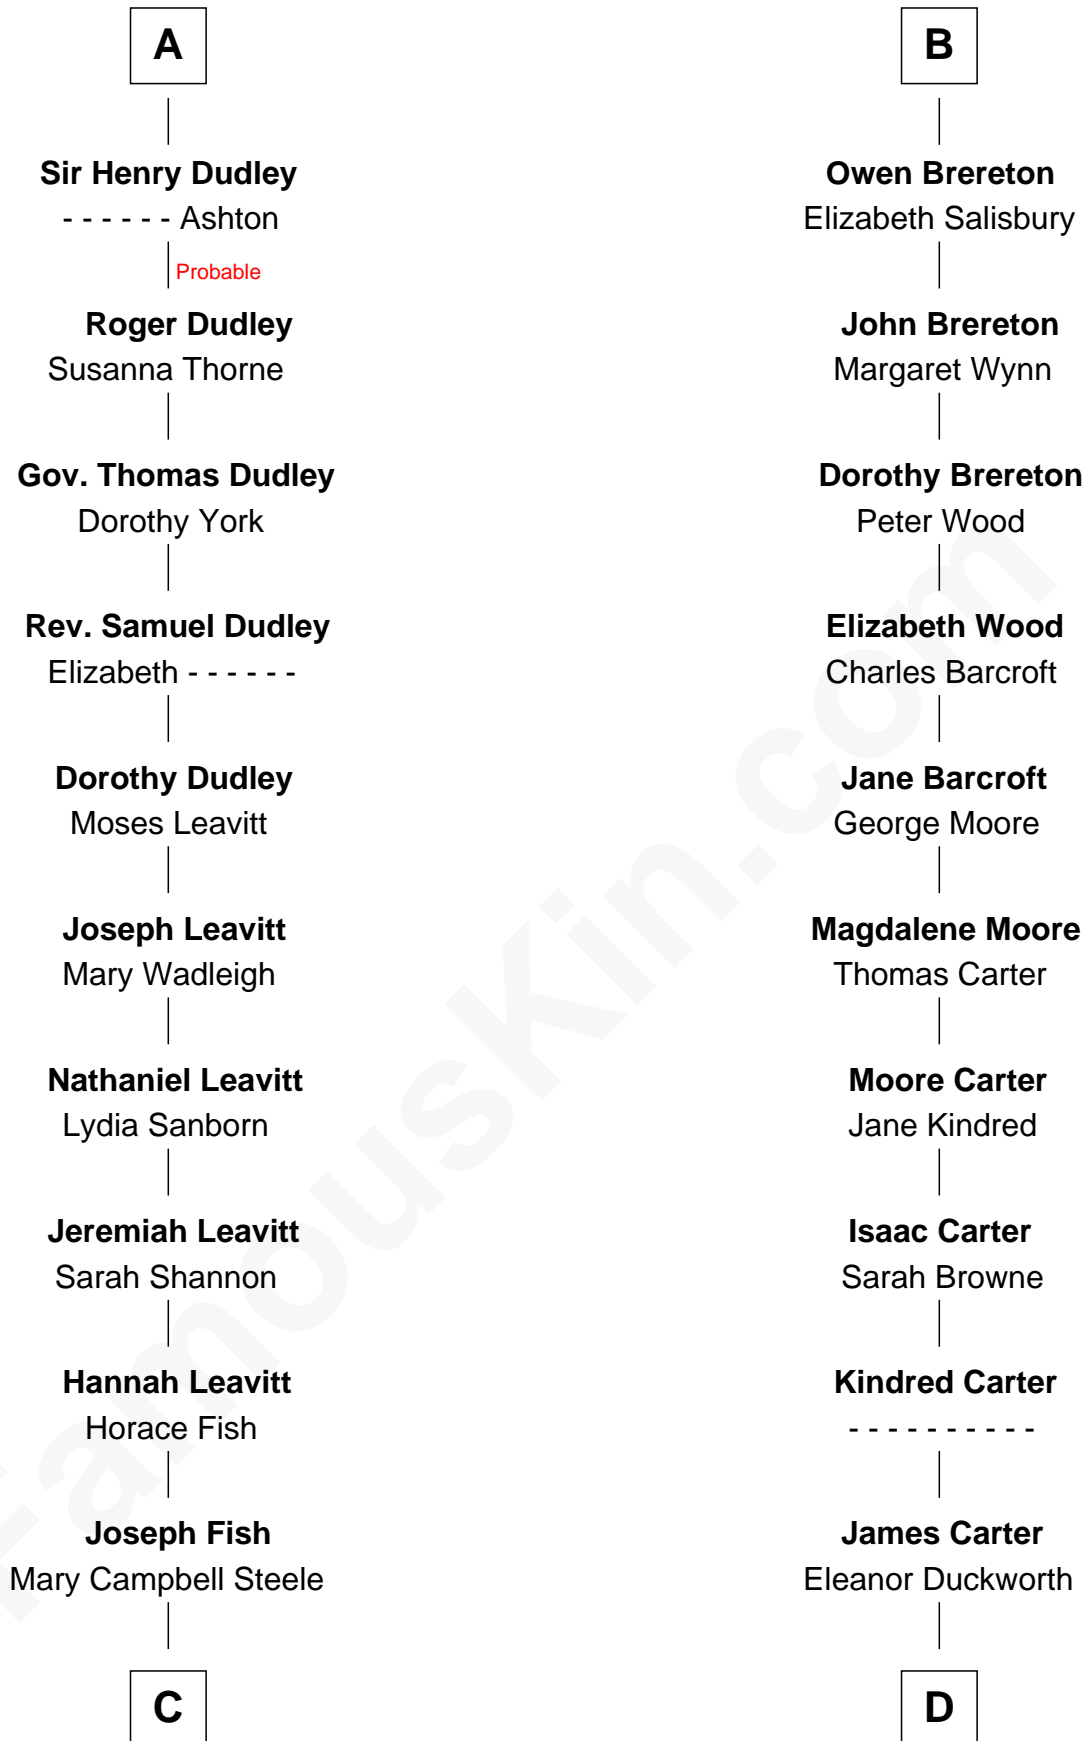 A
Sir Henry Dudley
- - - - - - Ashton
Probable
Roger Dudley
Susanna Thorne
Gov. Thomas Dudley
Dorothy York
Rev. Samuel Dudley
Elizabeth - - - - - -
Dorothy Dudley
Moses Leavitt
Joseph Leavitt
Mary Wadleigh
Nathaniel Leavitt
Lydia Sanborn
Jeremiah Leavitt
Sarah Shannon
Hannah Leavitt
Horace Fish
Joseph Fish
Mary Campbell Steele
C
B
Owen Brereton
Elizabeth Salisbury
John Brereton
Margaret Wynn
Dorothy Brereton
Peter Wood
Elizabeth Wood
Charles Barcroft
Jane Barcroft
George Moore
Magdalene Moore
Thomas Carter
Moore Carter
Jane Kindred
Isaac Carter
Sarah Browne
Kindred Carter
- - - - - - - - - -
James Carter
Eleanor Duckworth
D
FamousKin.com